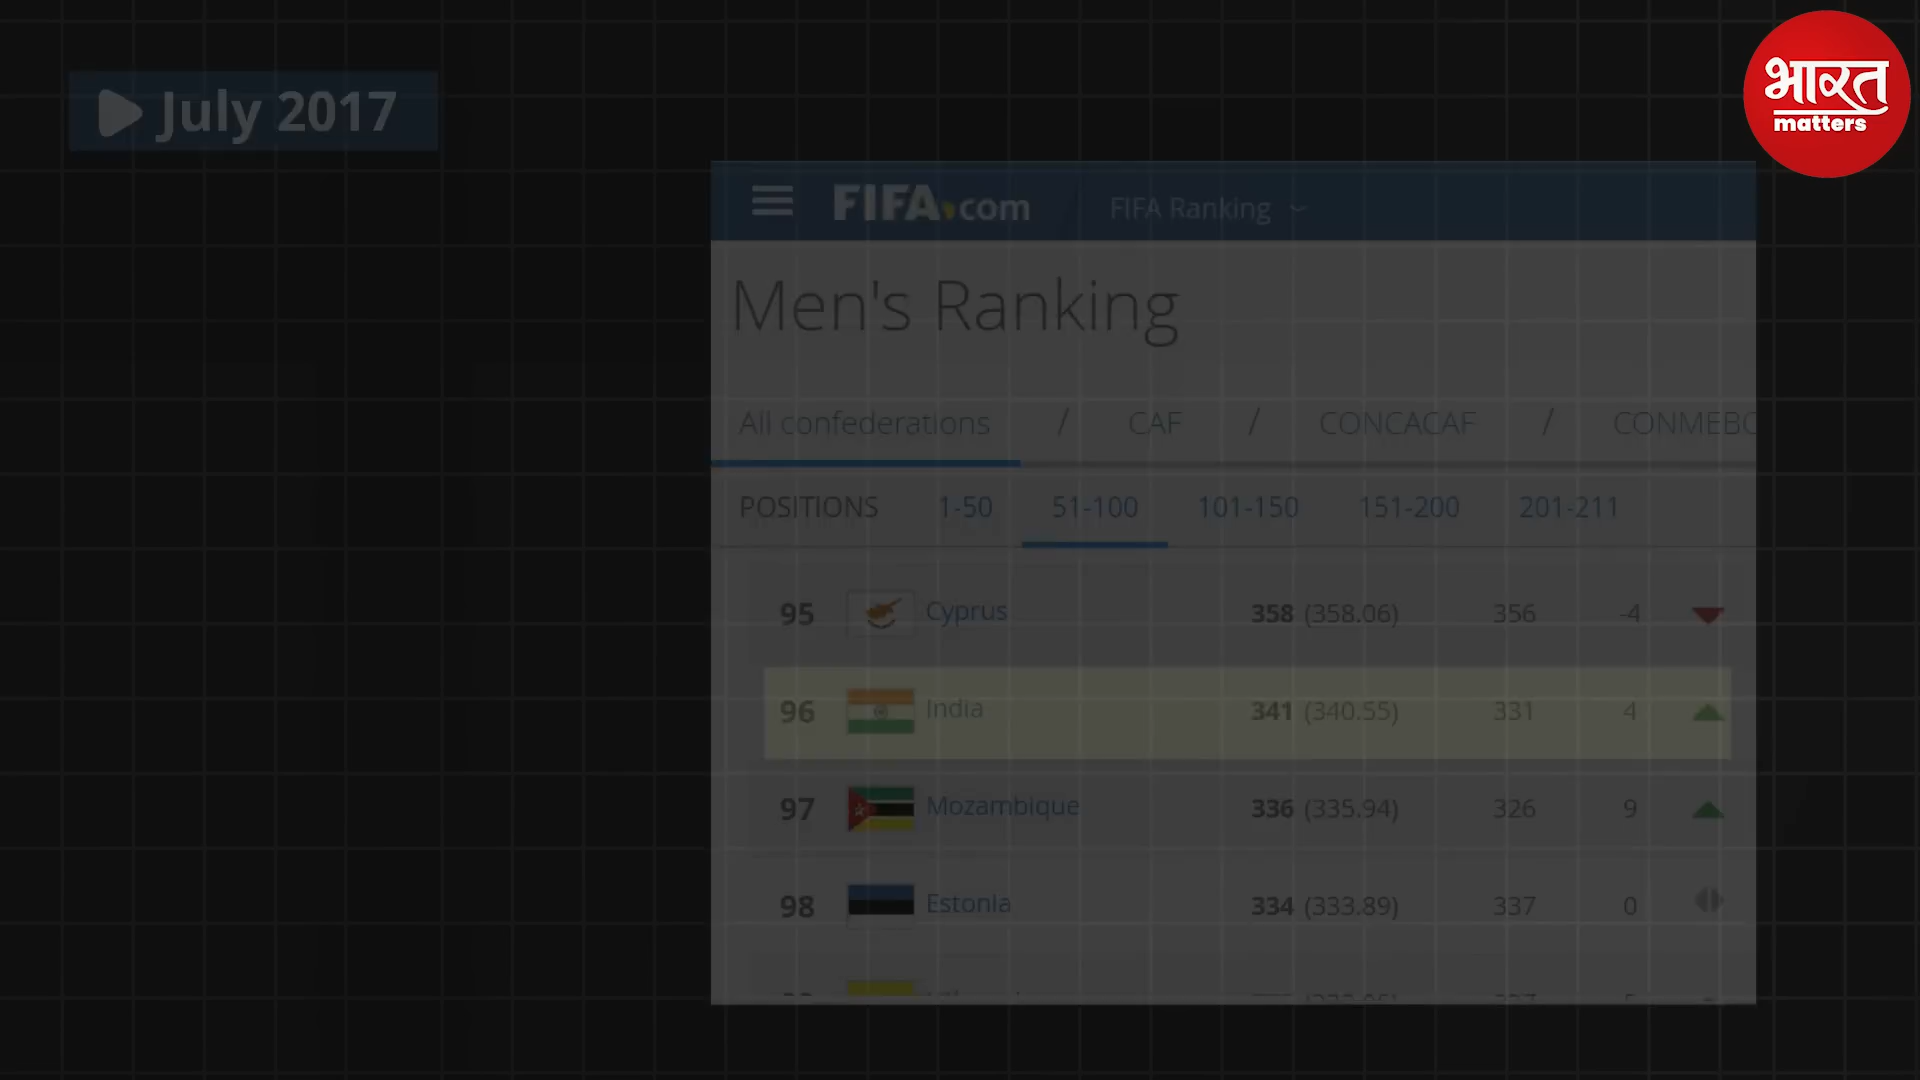 भारत
matters
July 2017
FIFA.com FIFA Ranking
Men's Ranking
All confederations / CAF / CONCACAF / CONMEBO
POSITIONS 1-50 51-100 101-150 151-200 201-211
95 Cyprus 358 (358.06) 356 -4
96 India 341 (340.55) 331 4
97 Mozambique 336 (335.94) 326 9
98 Estonia 334 (333.89) 337 0